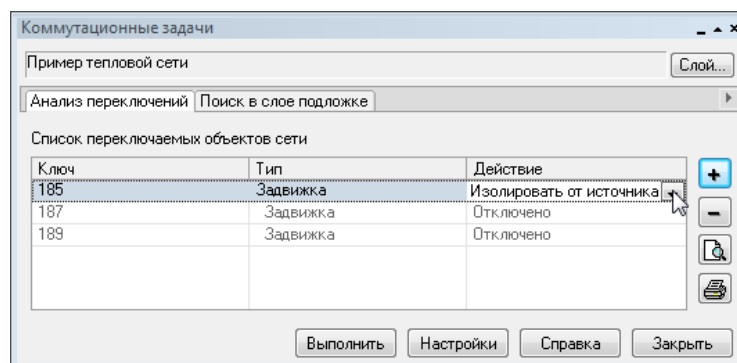 Коммутационные задачи
Пример тепловой сети
Слой...
Анализ переключений Поиск в слое подложке
Список переключаемых объектов сети
Ключ Тип Действие
185 Задвижка Изолировать от источника
187 Задвижка Отключено
189 Задвижка Отключено
Выполнить Настройки Справка Закрыть